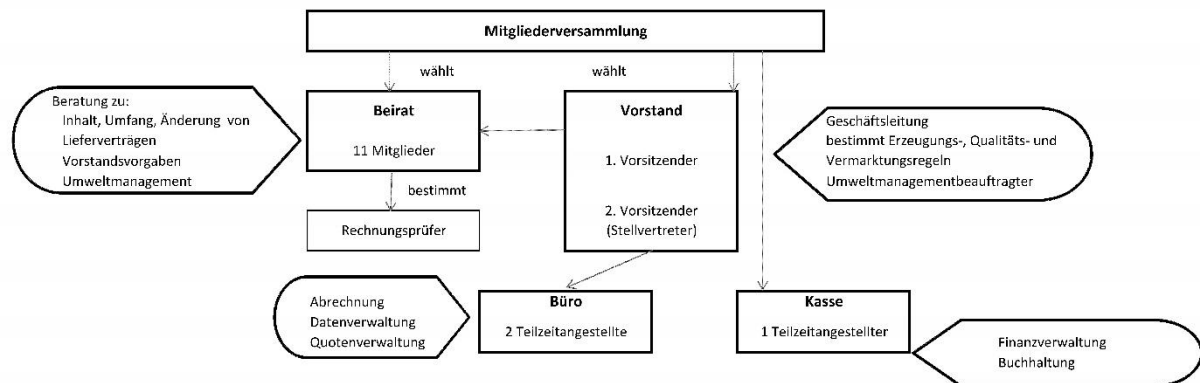 Mitgliederversammlung
wählt
wählt
Beratung zu:
Inhalt, Umfang, Änderung von
Lieferverträgen
Vorstandsvorgaben
Umweltmanagement
Beirat
11 Mitglieder
Vorstand
1. Vorsitzender
2. Vorsitzender
(Stellvertreter)
Geschäftsleitung
bestimmt Erzeugungs-, Qualitäts- und
Vermarktungsregeln
Umweltmanagementbeauftragter
bestimmt
Rechnungsprüfer
Abrechnung
Datenverwaltung
Quotenverwaltung
Büro
2 Teilzeitangestellte
Kasse
1 Teilzeitangestellter
Finanzverwaltung
Buchhaltung